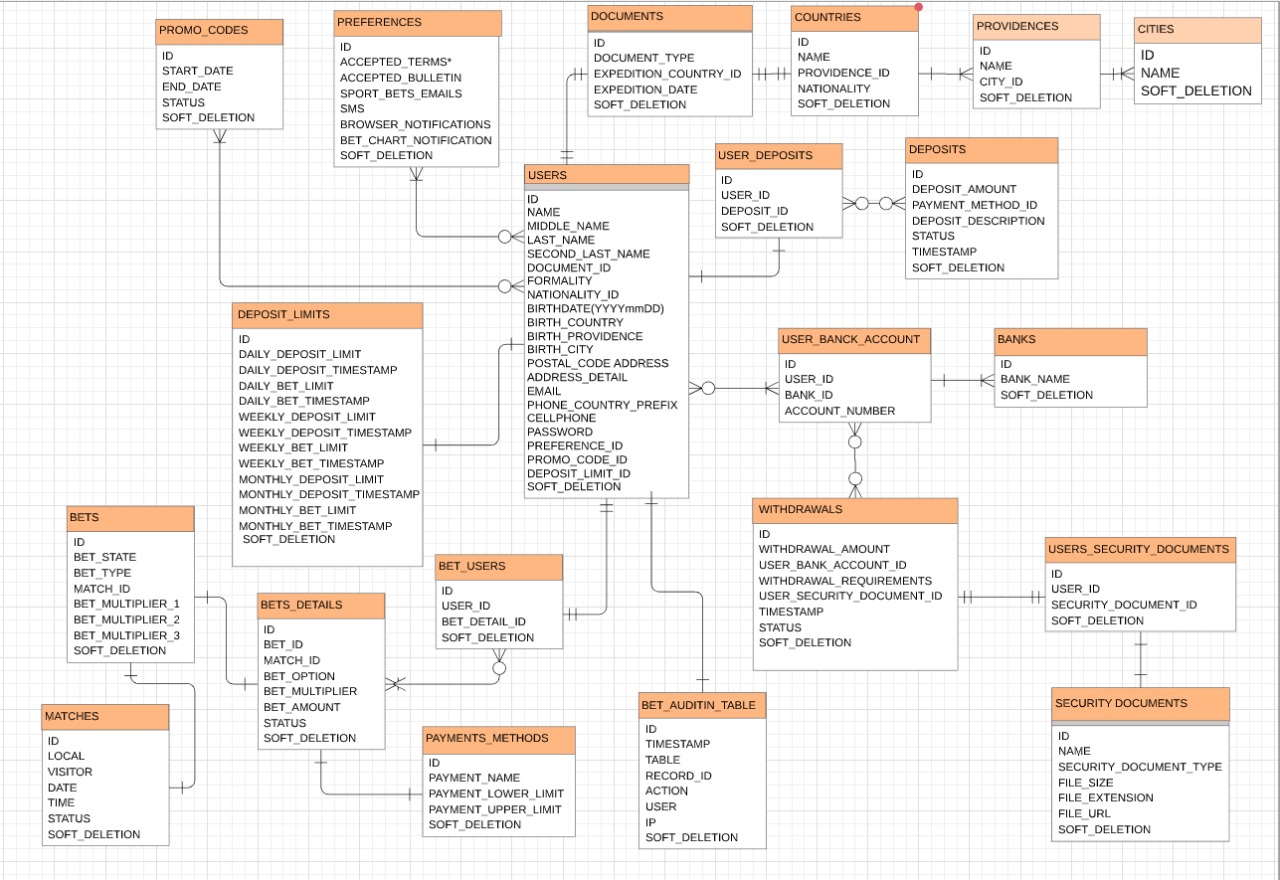 PROMO_CODES
ID
START_DATE
END_DATE
STATUS
SOFT_DELETION
PREFERENCES
ID
ACCEPTED_TERMS*
ACCEPTED_BULLETIN
SPORT_BETS_EMAILS
SMS
BROWSER_NOTIFICATIONS
BET_CHART_NOTIFICATION
SOFT_DELETION
DOCUMENTS
ID
DOCUMENT_TYPE
EXPEDITION_COUNTRY_ID
EXPEDITION_DATE
SOFT_DELETION
COUNTRIES
ID
NAME
PROVIDENCE_ID
NATIONALITY
SOFT_DELETION
PROVIDENCES
ID
NAME
CITY_ID
SOFT_DELETION
CITIES
ID
NAME
SOFT_DELETION
USERS
ID
NAME
MIDDLE_NAME
LAST_NAME
SECOND_LAST_NAME
DOCUMENT_ID
FORMALITY
NATIONALITY_ID
BIRTHDATE(YYYYmmDD)
BIRTH_COUNTRY
BIRTH_PROVIDENCE
BIRTH_CITY
POSTAL_CODE ADDRESS
ADDRESS_DETAIL
EMAIL
PHONE_COUNTRY_PREFIX
CELLPHONE
PASSWORD
PREFERENCE_ID
PROMO_CODE_ID
DEPOSIT_LIMIT_ID
SOFT_DELETION
USER_DEPOSITS
ID
USER_ID
DEPOSIT_ID
SOFT_DELETION
DEPOSITS
ID
DEPOSIT_AMOUNT
PAYMENT_METHOD_ID
DEPOSIT_DESCRIPTION
STATUS
TIMESTAMP
SOFT_DELETION
DEPOSIT_LIMITS
ID
DAILY_DEPOSIT_LIMIT
DAILY_DEPOSIT_TIMESTAMP
DAILY_BET_LIMIT
DAILY_BET_TIMESTAMP
WEEKLY_DEPOSIT_LIMIT
WEEKLY_DEPOSIT_TIMESTAMP
WEEKLY_BET_LIMIT
WEEKLY_BET_TIMESTAMP
MONTHLY_DEPOSIT_LIMIT
MONTHLY_DEPOSIT_TIMESTAMP
MONTHLY_BET_LIMIT
MONTHLY_BET_TIMESTAMP
SOFT_DELETION
USER_BANCK_ACCOUNT
ID
USER_ID
BANK_ID
ACCOUNT_NUMBER
BANKS
ID
BANK_NAME
SOFT_DELETION
BETS
ID
BET_STATE
BET_TYPE
MATCH_ID
BET_MULTIPLIER_1
BET_MULTIPLIER_2
BET_MULTIPLIER_3
SOFT_DELETION
BETS_DETAILS
ID
BET_ID
MATCH_ID
BET_OPTION
BET_MULTIPLIER
BET_AMOUNT
STATUS
SOFT_DELETION
BET_USERS
ID
USER_ID
BET_DETAIL_ID
SOFT_DELETION
WITHDRAWALS
ID
WITHDRAWAL_AMOUNT
USER_BANK_ACCOUNT_ID
WITHDRAWAL_REQUIREMENTS
USER_SECURITY_DOCUMENT_ID
TIMESTAMP
STATUS
SOFT_DELETION
USERS_SECURITY_DOCUMENTS
ID
USER_ID
SECURITY_DOCUMENT_ID
SOFT_DELETION
MATCHES
ID
LOCAL
VISITOR
DATE
TIME
STATUS
SOFT_DELETION
PAYMENTS_METHODS
ID
PAYMENT_NAME
PAYMENT_LOWER_LIMIT
PAYMENT_UPPER_LIMIT
SOFT_DELETION
BET_AUDITIN_TABLE
ID
TIMESTAMP
TABLE
RECORD_ID
ACTION
USER
IP
SOFT_DELETION
SECURITY DOCUMENTS
ID
NAME
SECURITY_DOCUMENT_TYPE
FILE_SIZE
FILE_EXTENSION
FILE_URL
SOFT_DELETION